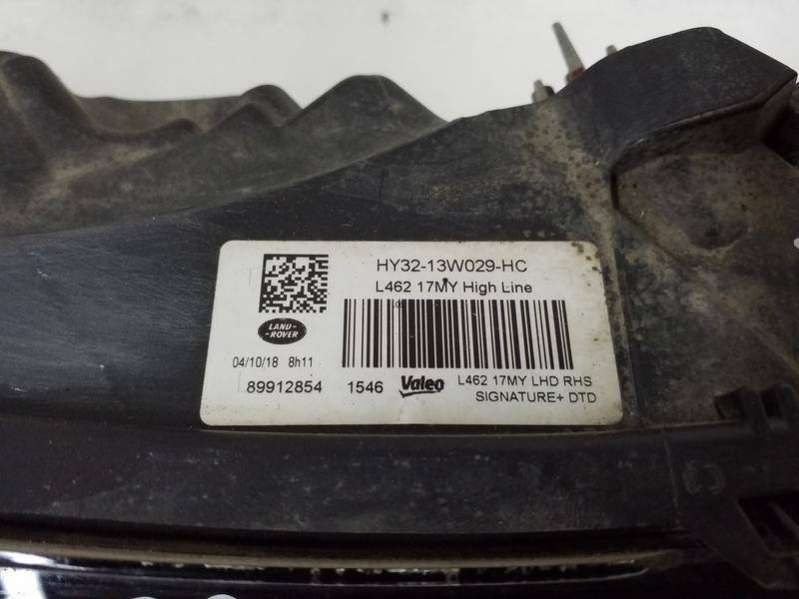 HY32-13W029-HC
L462 17MY High Line
LAND-
-ROVER
04/10/18 8h11
89912854 1546 Valeo
L462 17MY LHD RHS
SIGNATURE+ DTD